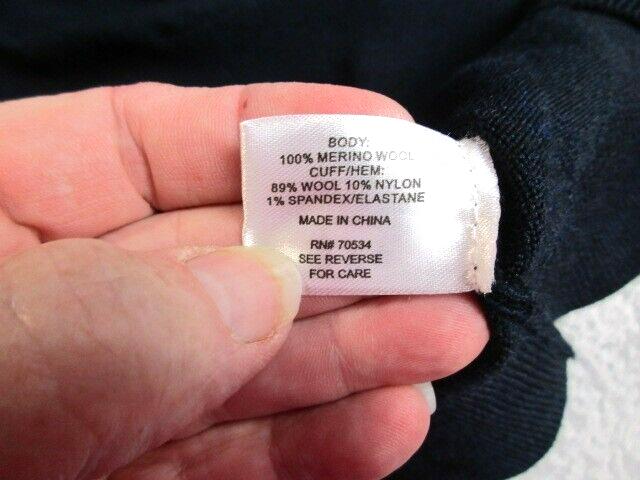 BODY:
100% MERINO WOOL
CUFF/HEM:
89% WOOL 10% NYLON
1% SPANDEX/ELASTANE
MADE IN CHINA
RN# 70534
SEE REVERSE
FOR CARE